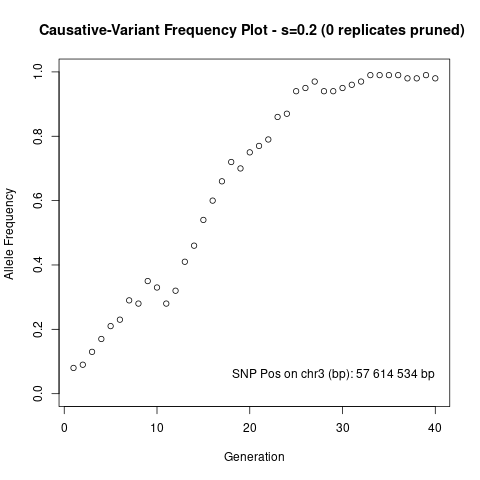 Causative-Variant Frequency Plot - s=0.2 (0 replicates pruned)
1.0
0.8
0.6
0.4
0.2
0.0
Allele Frequency
SNP Pos on chr3 (bp): 57 614 534 bp
0 10 20 30 40
Generation